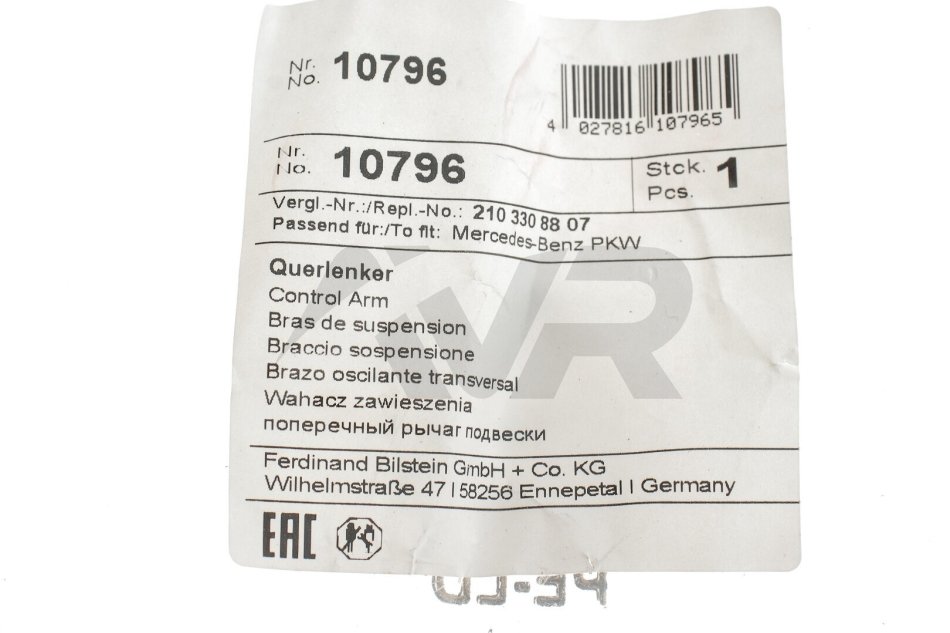 Nr.
No. 10796
4 027816 107965
Nr.
No. 10796
Stck.
Pcs. 1
Vergl.-Nr.:/Repl.-No.: 210 330 88 07
Passend für:/To fit: Mercedes-Benz PKW
Querlenker
Control Arm
Bras de suspension
Braccio sospensione
Brazo oscilante transversal
Wahacz zawieszenia
поперечный рычаг подвески
Ferdinand Bilstein GmbH + Co. KG
Wilhelmstraße 47 | 58256 Ennepetal | Germany
EAC